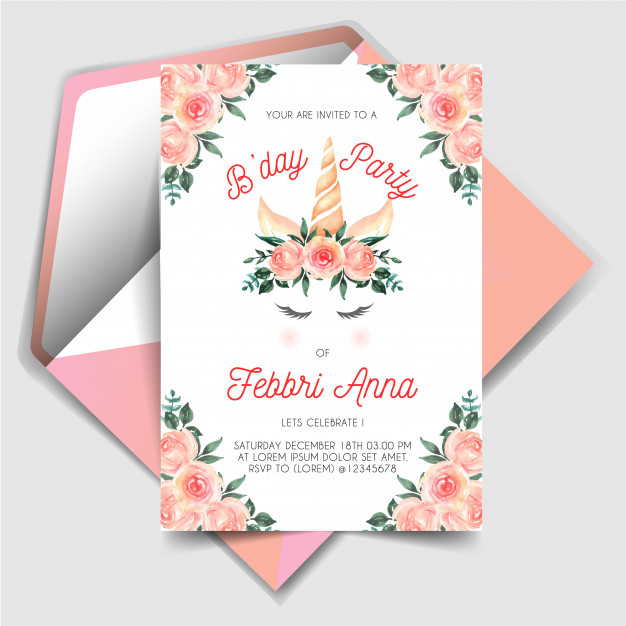 YOUR ARE INVITED TO A
B'day Party
OF
Febbri Anna
LETS CELEBRATE !
SATURDAY DECEMBER 18TH 03.00 PM
AT LOREM IPSUM DOLOR SIT AMET.
RSVP TO (LOREM) @12345678